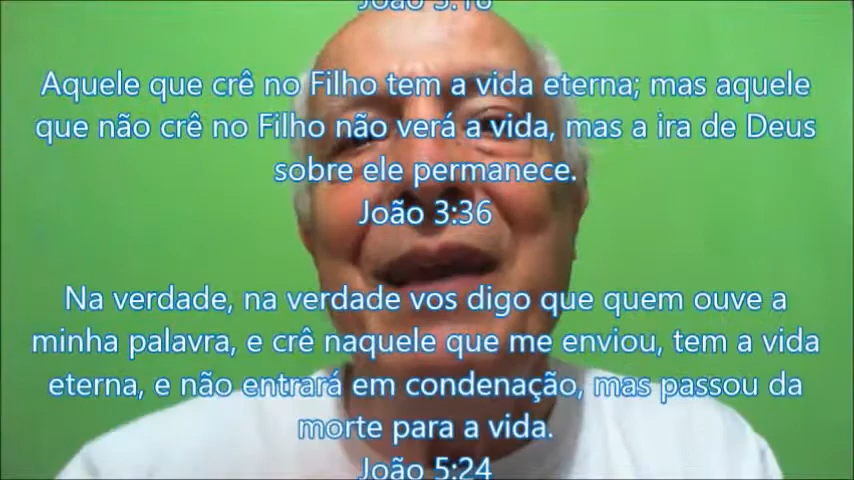 João 3:18
Aquele que crê no Filho tem a vida eterna; mas aquele
que não crê no Filho não verá a vida, mas a ira de Deus
sobre ele permanece.
João 3:36
Na verdade, na verdade vos digo que quem ouve a
minha palavra, e crê naquele que me enviou, tem a vida
eterna, e não entrará em condenação, mas passou da
morte para a vida.
João 5:24